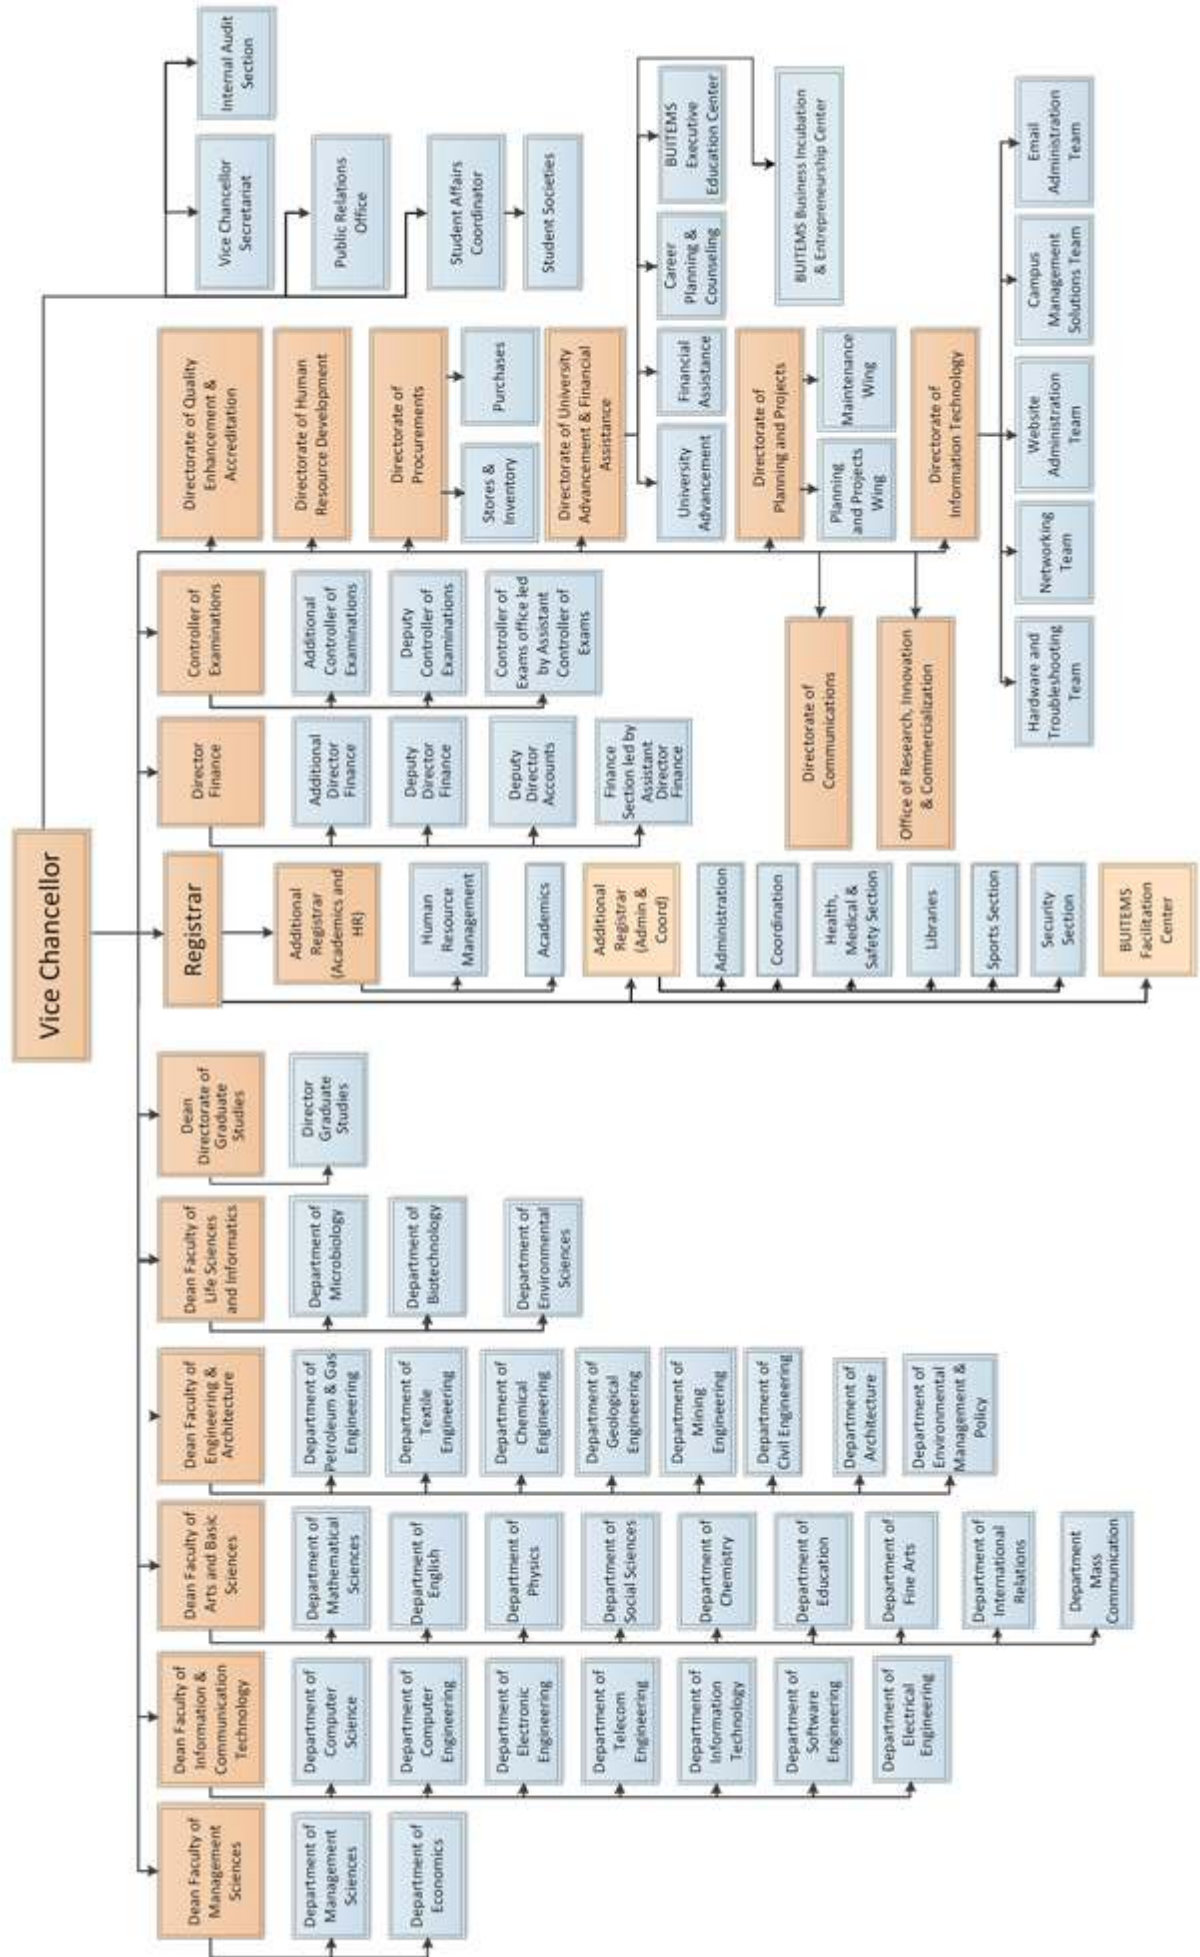 Vice Chancellor
Dean Faculty of
Management
Sciences
Department of
Management
Sciences
Department of
Economics
Dean Faculty of
Information &
Communication
Technology
Department of
Computer
Science
Department of
Computer
Engineering
Department of
Electronic
Engineering
Department of
Telecom
Engineering
Department of
Information
Technology
Department of
Software
Engineering
Department of
Electrical
Engineering
Dean Faculty of
Arts and Basic
Sciences
Department of
Mathematical
Sciences
Department of
English
Department of
Physics
Department of
Social Sciences
Department of
Chemistry
Department of
Education
Department of
Fine Arts
Department of
International
Relations
Department
Mass
Communication
Dean Faculty of
Engineering &
Architecture
Department of
Petroleum & Gas
Engineering
Department of
Textile
Engineering
Department of
Chemical
Engineering
Department of
Geological
Engineering
Department of
Mining
Engineering
Department of
Civil Engineering
Department of
Architecture
Department of
Environmental
Management &
Policy
Dean Faculty of
Life Sciences
and Informatics
Department of
Microbiology
Department of
Biotechnology
Department of
Environmental
Sciences
Dean
Directorate of
Graduate
Studies
Director
Graduate
Studies
Registrar
Additional
Registrar
(Academics and
HR)
Human
Resource
Management
Academics
Additional
Registrar
(Admin &
Coord)
Administration
Coordination
Health,
Medical &
Safety Section
Libraries
Sports Section
Security
Section
BUITEMS
Facilitation
Center
Director
Finance
Additional
Director
Finance
Deputy
Director
Finance
Deputy
Director
Accounts
Finance
Section led by
Assistant
Director
Finance
Controller of
Examinations
Additional
Controller of
Examinations
Deputy
Controller of
Examinations
Controller of
Exams office led
by Assistant
Controller of
Exams
Directorate of
Communications
Office of Research, Innovation
& Commercialization
Directorate of Quality
Enhancement &
Accreditation
Directorate of Human
Resource Development
Directorate of
Procurements
Stores &
Inventory
Purchases
Directorate of University
Advancement & Financial
Assistance
University
Advancement
Financial
Assistance
Career
Planning &
Counseling
BUITEMS
Executive
Education Center
BUITEMS Business Incubation
& Entrepreneurship Center
Directorate of
Planning and Projects
Planning
and Projects
Wing
Maintenance
Wing
Directorate of
Information Technology
Hardware and
Troubleshooting
Team
Networking
Team
Website
Administration
Team
Campus
Management
Solutions Team
Email
Administration
Team
Vice Chancellor
Secretariat
Internal Audit
Section
Public Relations
Office
Student Affairs
Coordinator
Student Societies